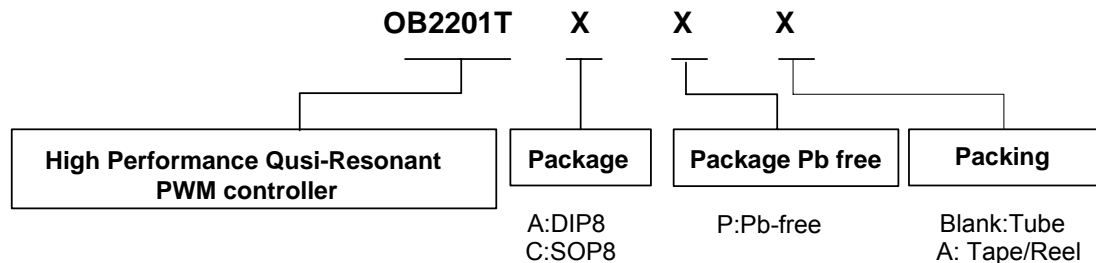 OB2201T X X X
High Performance Qusi-Resonant
PWM controller
Package
Package Pb free
Packing
A:DIP8
C:SOP8
P:Pb-free
Blank:Tube
A: Tape/Reel